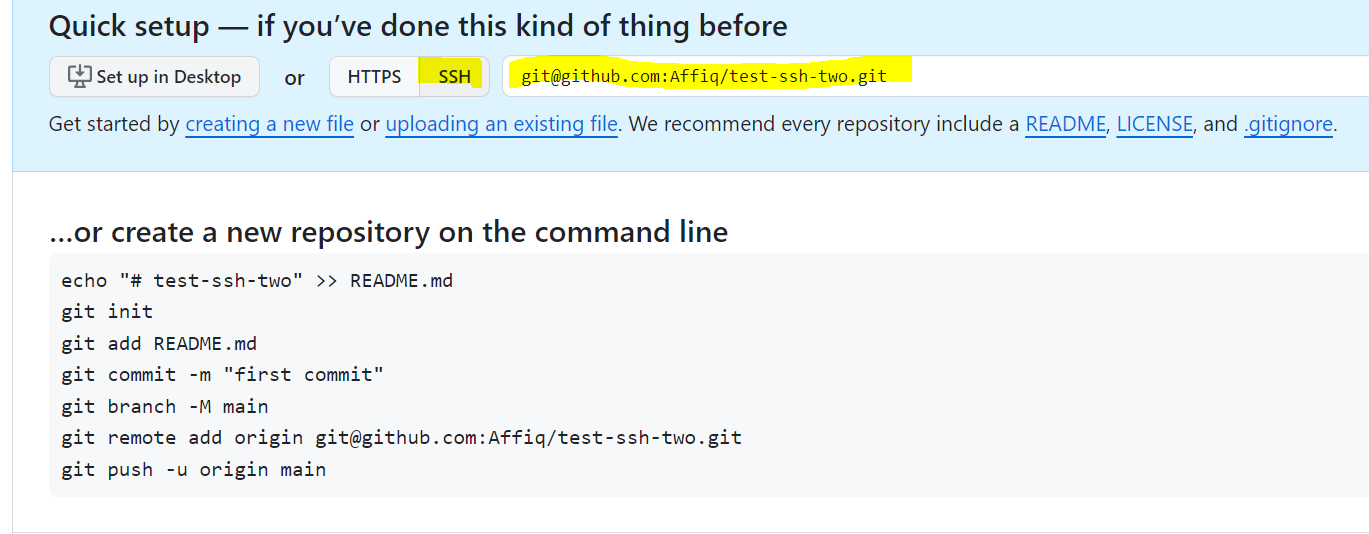 Quick setup — if you’ve done this kind of thing before
Set up in Desktop or HTTPS SSH git@github.com:Affiq/test-ssh-two.git
Get started by creating a new file or uploading an existing file. We recommend every repository include a README, LICENSE, and .gitignore.
…or create a new repository on the command line
echo "# test-ssh-two" >> README.md
git init
git add README.md
git commit -m "first commit"
git branch -M main
git remote add origin git@github.com:Affiq/test-ssh-two.git
git push -u origin main